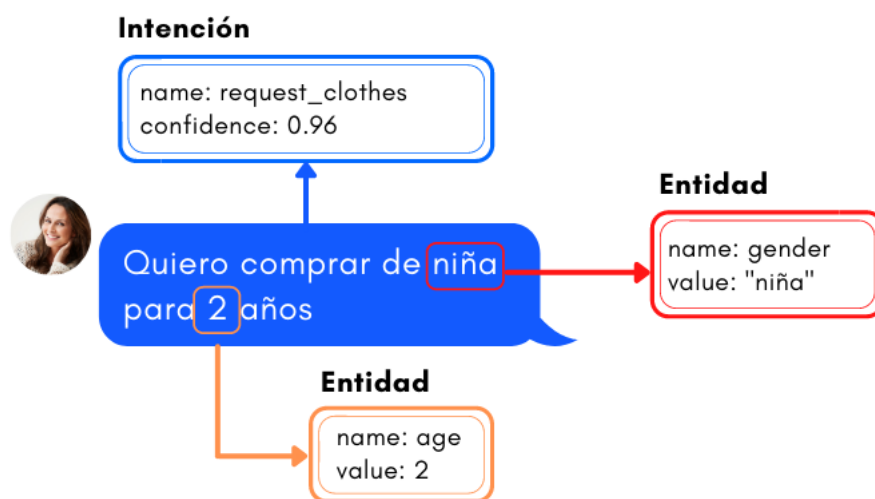 Intención
name: request_clothes
confidence: 0.96
Quiero comprar de niña
para 2 años
Entidad
name: gender
value: "niña"
Entidad
name: age
value: 2